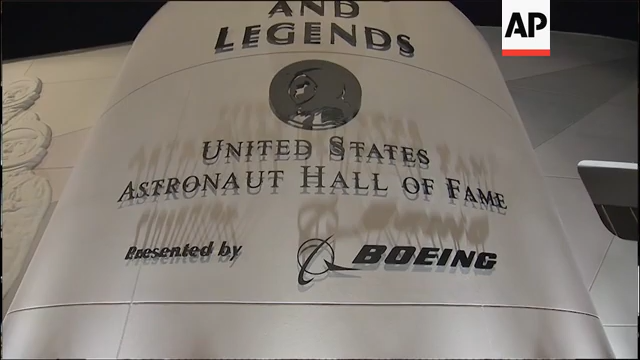 AP
AND
LEGENDS
UNITED STATES
ASTRONAUT HALL OF FAME
Presented by BOEING